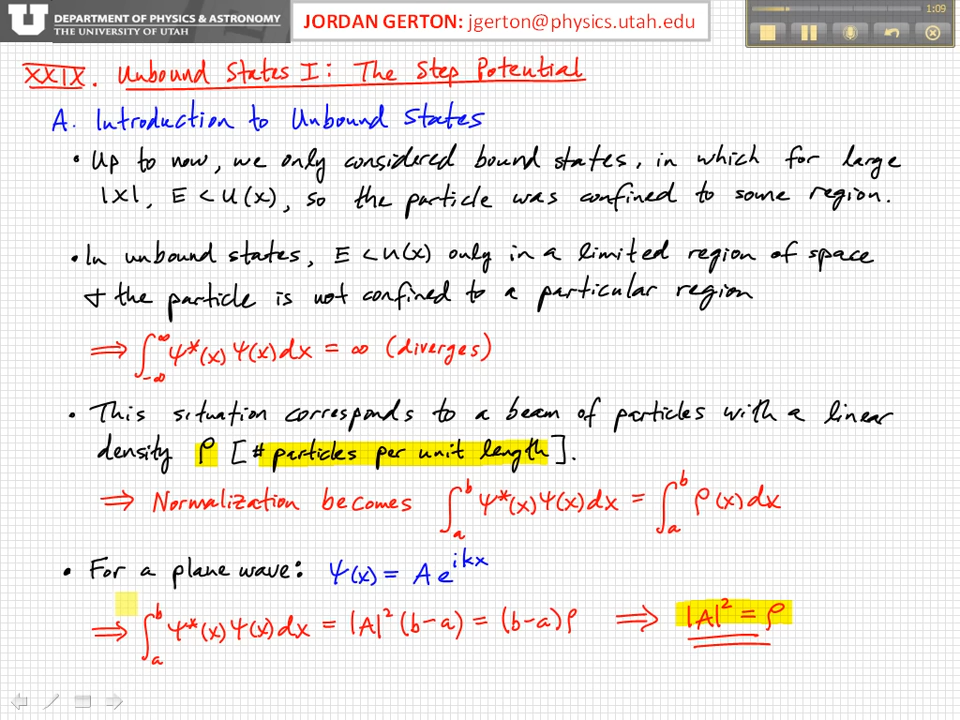 U
DEPARTMENT OF PHYSICS & ASTRONOMY
THE UNIVERSITY OF UTAH
JORDAN GERTON: jgerton@physics.utah.edu
1:09
XXIX. Unbound States I: The Step Potential
A. Introduction to Unbound States
• Up to now, we only considered bound states, in which for large
|x|, E < U(x), so the particle was confined to some region.
• In unbound states, E < U(x) only in a limited region of space
+ the particle is not confined to a particular region
⟹ ∫_{-∞}^{∞} Ψ*(x) Ψ(x) dx = ∞ (diverges)
• This situation corresponds to a beam of particles with a linear
density ρ [# particles per unit length].
⟹ Normalization becomes ∫_a^b Ψ*(x) Ψ(x) dx = ∫_a^b ρ(x) dx
• For a plane wave: Ψ(x) = A e^{ikx}
⟹ ∫_a^b Ψ*(x) Ψ(x) dx = |A|² (b-a) = (b-a) ρ ⟹ |A|² = ρ